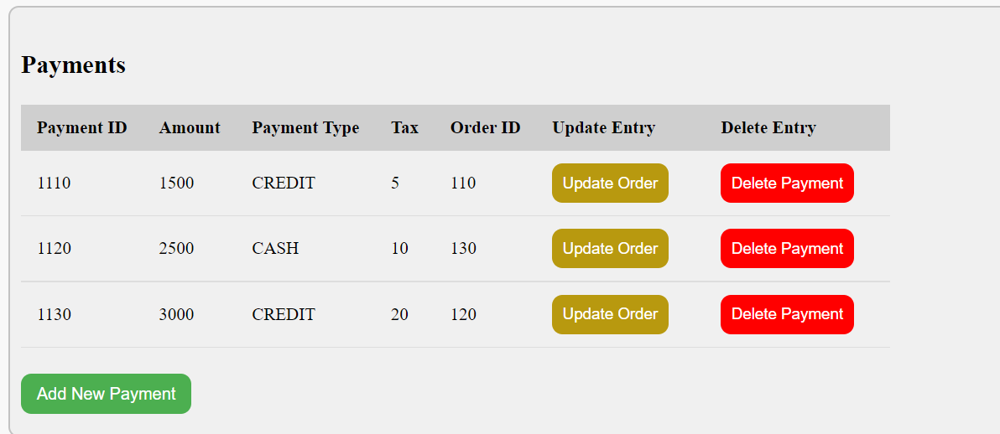 Payments
Payment ID Amount Payment Type Tax Order ID Update Entry Delete Entry
1110 1500 CREDIT 5 110 Update Order Delete Payment
1120 2500 CASH 10 130 Update Order Delete Payment
1130 3000 CREDIT 20 120 Update Order Delete Payment
Add New Payment